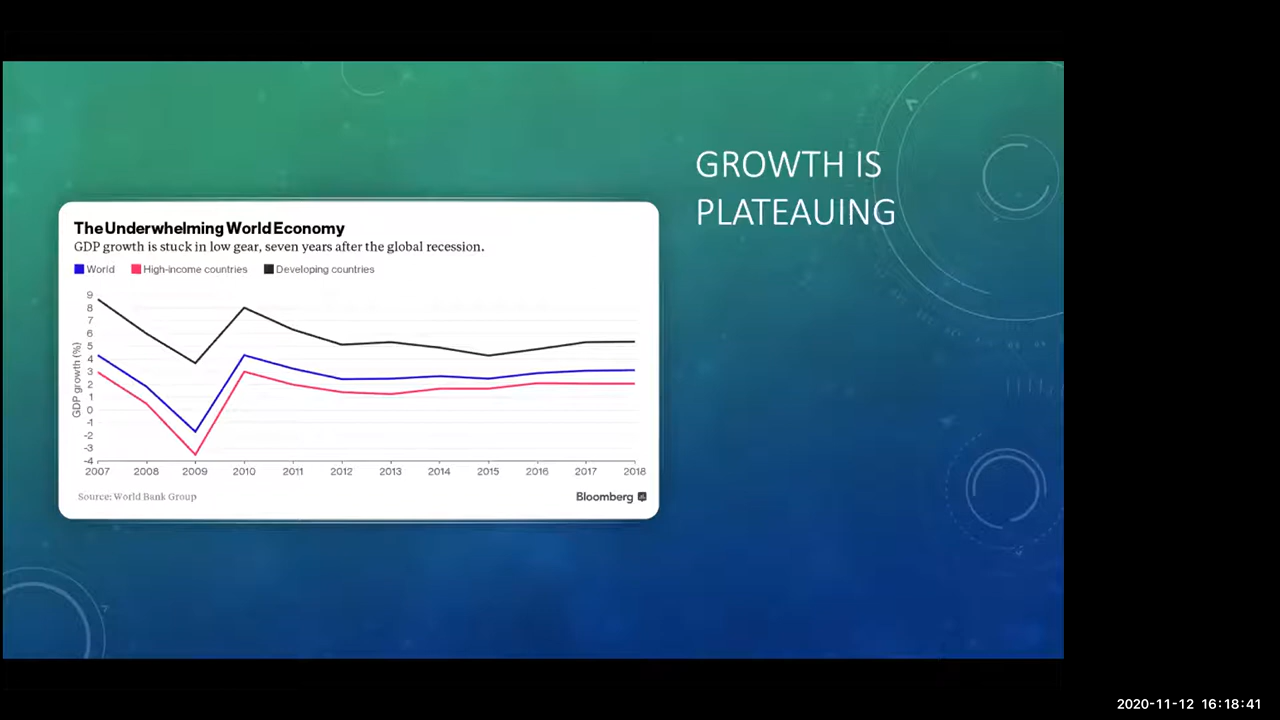 GROWTH IS
PLATEAUING
The Underwhelming World Economy
GDP growth is stuck in low gear, seven years after the global recession.
World High-income countries Developing countries
GDP growth (%)
9
8
7
6
5
4
3
2
1
0
-1
-2
-3
-4
2007 2008 2009 2010 2011 2012 2013 2014 2015 2016 2017 2018
Source: World Bank Group
Bloomberg
2020-11-12 16:18:41